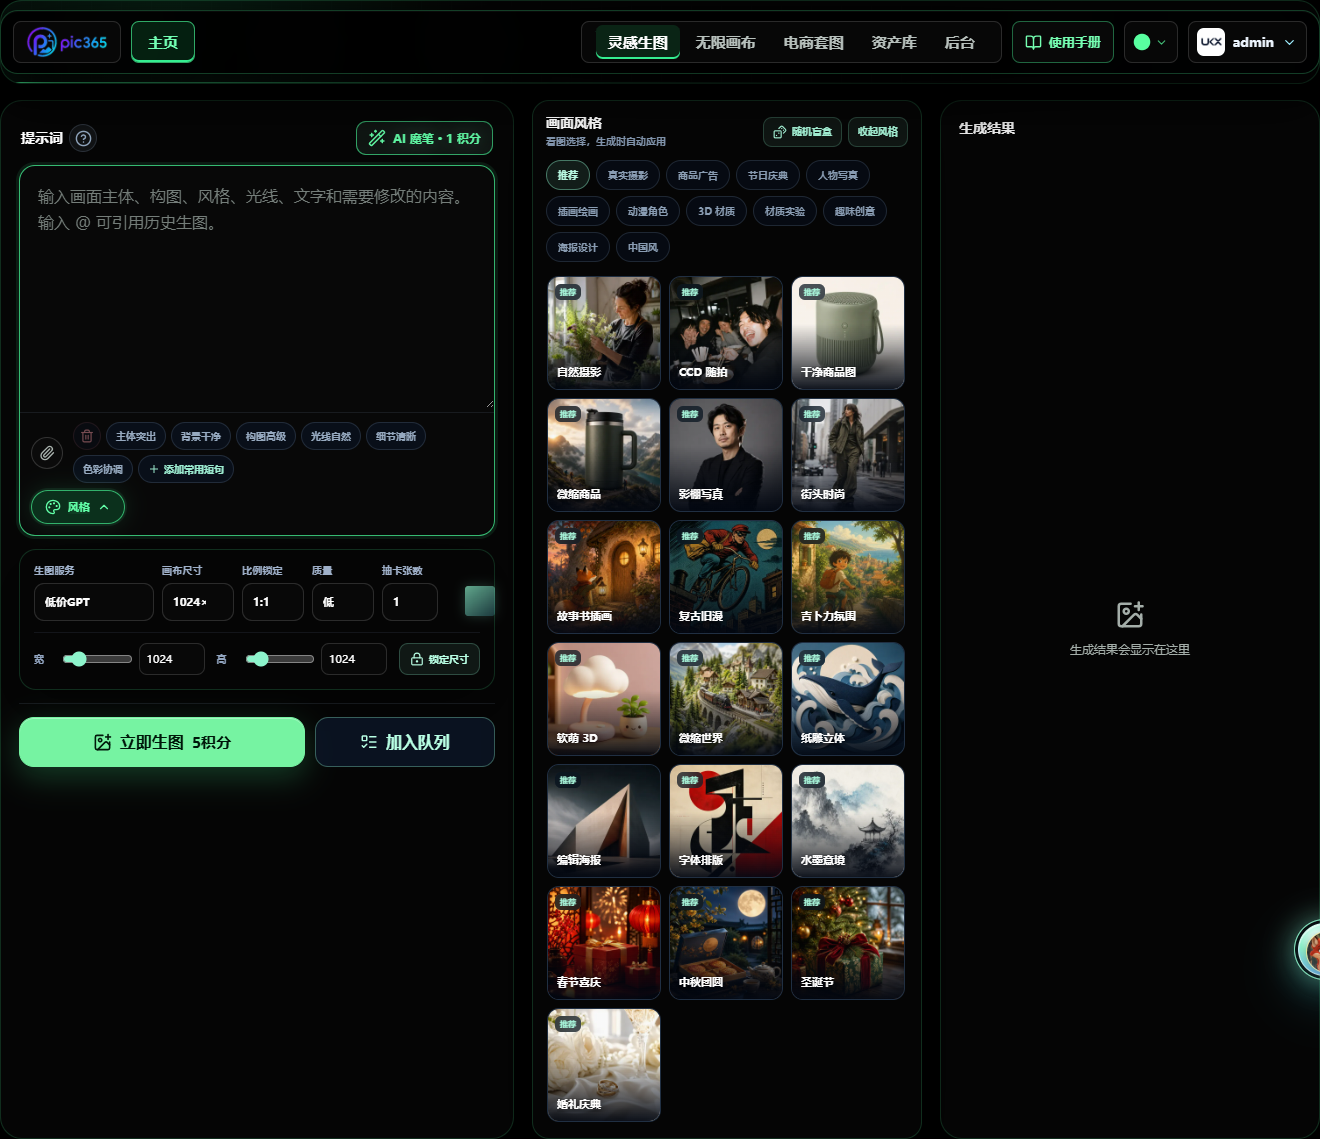 pic365
主页
灵感生图
无限画布
电商套图
资产库
后台
使用手册
UKX
admin
提示词
AI 魔笔 • 1 积分
输入画面主体、构图、风格、光线、文字和需要修改的内容。
输入 @ 可引用历史生图。
主体突出
背景干净
构图高级
光线自然
细节清晰
色彩协调
添加常用短句
风格
生图服务
画布尺寸
比例锁定
质量
抽卡张数
低价GPT
1024×
1:1
低
1
宽
1024
高
1024
锁定尺寸
立即生图 5积分
加入队列
画面风格
看图选择，生成时自动应用
随机盲盒
收起风格
推荐
真实摄影
商品广告
节日庆典
人物写真
插画绘画
动漫角色
3D 材质
材质实验
趣味创意
海报设计
中国风
推荐
自然摄影
推荐
CCD 随拍
推荐
干净商品图
推荐
微缩商品
推荐
影棚写真
推荐
街头时尚
推荐
故事书插画
推荐
复古旧漫
推荐
吉卜力氛围
推荐
软萌 3D
推荐
微缩世界
推荐
纸雕立体
推荐
编辑海报
推荐
字体排版
推荐
水墨意境
推荐
春节喜庆
推荐
中秋团圆
推荐
圣诞节
推荐
婚礼庆典
生成结果
生成结果会显示在这里